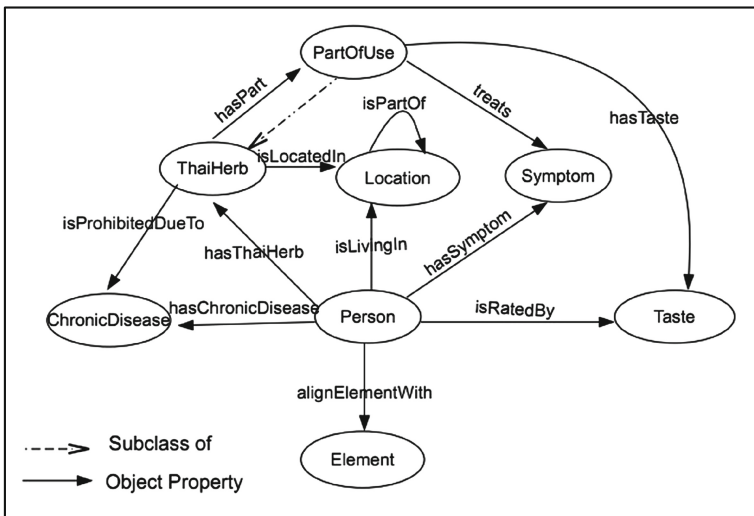 PartOfUse
hasPart
isPartOf
treats
hasTaste
ThaiHerb
isLocatedIn
Location
Symptom
isProhibitedDueTo
hasThaiHerb
isLivingIn
hasSymptom
ChronicDisease
hasChronicDisease
Person
isRatedBy
Taste
alignElementWith
Element
Subclass of
Object Property